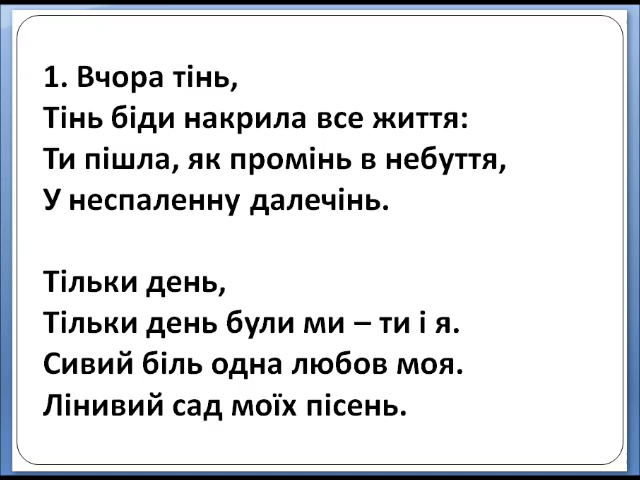 1. Вчора тінь,
Тінь біди накрила все життя:
Ти пішла, як промінь в небуття,
У неспаленну далечінь.
Тільки день,
Тільки день були ми – ти і я.
Сивий біль одна любов моя.
Лінивий сад моїх пісень.